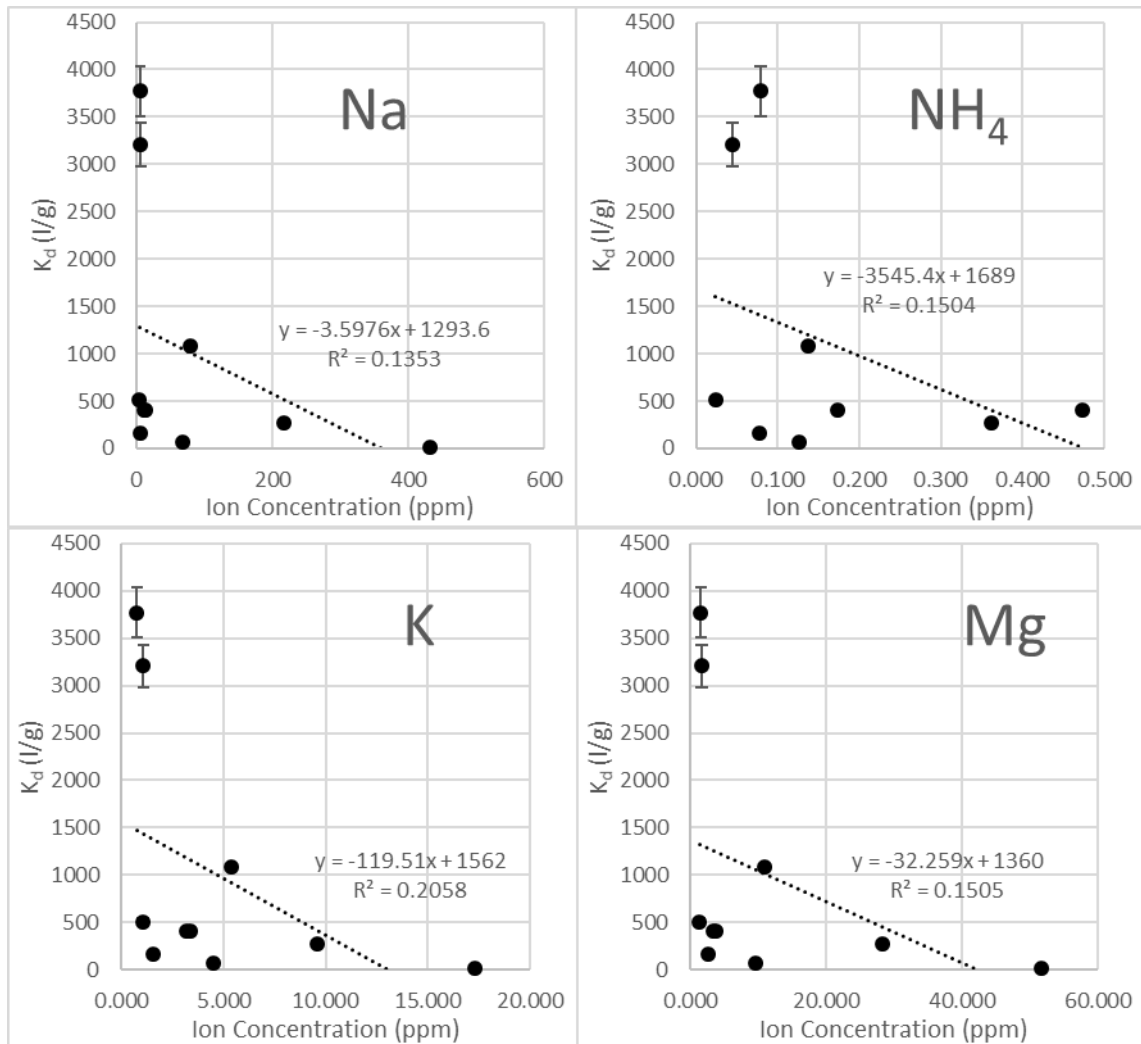 4500
4000
3500
3000
2500
2000
1500
1000
500
0
K_d (l/g)
Na
y = -3.5976x + 1293.6
R² = 0.1353
0 200 400 600
Ion Concentration (ppm)
4500
4000
3500
3000
2500
2000
1500
1000
500
0
K_d (l/g)
NH₄
y = -3545.4x + 1689
R² = 0.1504
0.000 0.100 0.200 0.300 0.400 0.500
Ion Concentration (ppm)
4500
4000
3500
3000
2500
2000
1500
1000
500
0
K_d (l/g)
K
y = -119.51x + 1562
R² = 0.2058
0.000 5.000 10.000 15.000 20.000
Ion Concentration (ppm)
4500
4000
3500
3000
2500
2000
1500
1000
500
0
K_d (l/g)
Mg
y = -32.259x + 1360
R² = 0.1505
0.000 20.000 40.000 60.000
Ion Concentration (ppm)